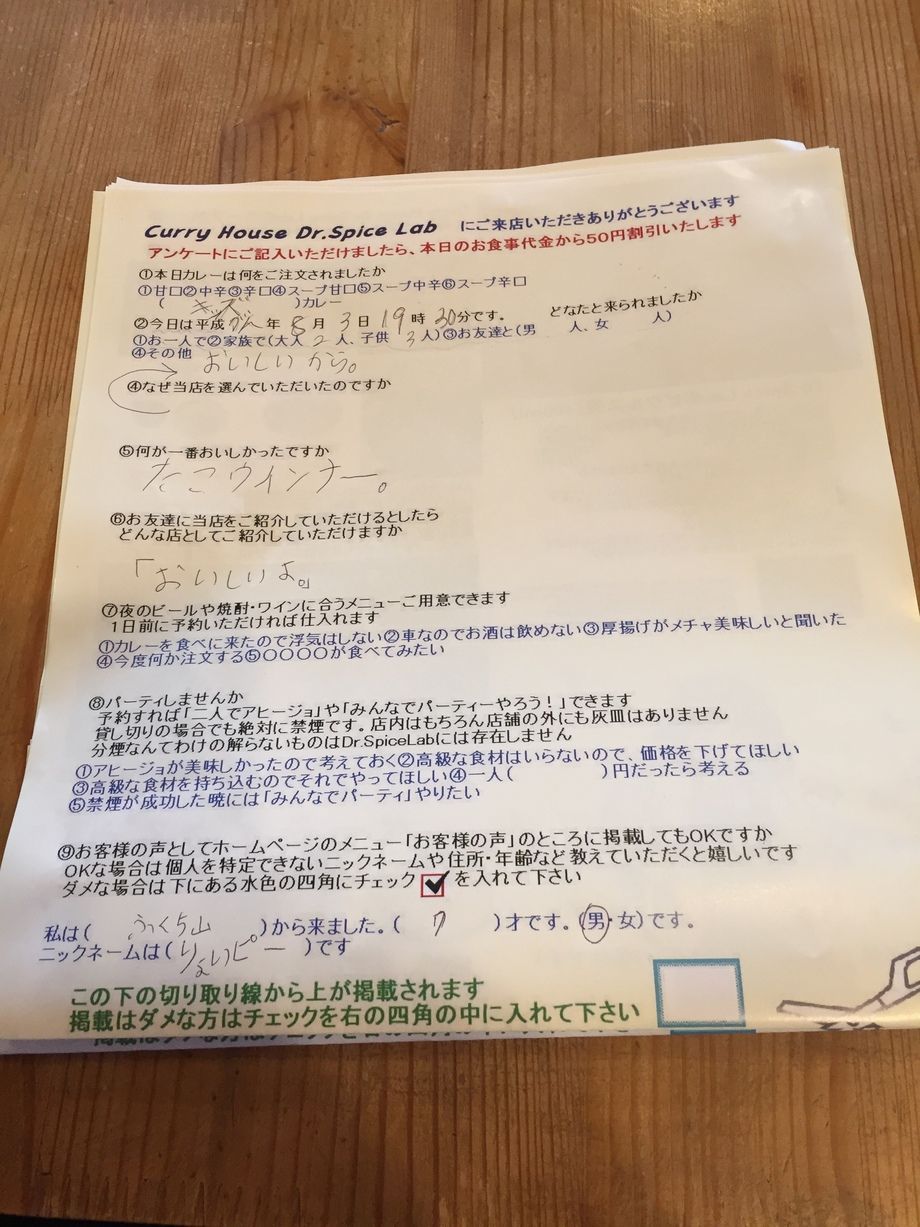 Curry House Dr.Spice Lab にご来店いただきありがとうございます
アンケートにご記入いただけましたら、本日のお食事代金から50円割引いたします
①本日カレーは何をご注文されましたか
①甘口②中辛③辛口④スープ甘口⑤スープ中辛⑥スープ辛口
( キッズ )カレー
②今日は平成 がん 年 8 月 3 日 19 時 30分です。 どなたと来られましたか
①お一人で②家族で(大人 2 人、子供 3 人)③お友達と(男 人、女 人)
④その他 おいしいから。
④なぜ当店を選んでいただいたのですか
⑤何が一番おいしかったですか
たこウインナー。
⑥お友達に当店をご紹介していただけるとしたら
どんな店としてご紹介していただけますか
「おいしいよ。」
⑦夜のビールや焼酎・ワインに合うメニューご用意できます
1日前に予約いただければ仕入れます
①カレーを食べに来たので浮気はしない②車なのでお酒は飲めない③厚揚げがメチャ美味しいと聞いた
④今度何か注文する⑤〇〇〇〇が食べてみたい
⑧パーティしませんか
予約すれば「二人でアヒージョ」や「みんなでパーティーやろう！」できます
貸し切りの場合でも絶対に禁煙です。店内はもちろん店舗の外にも灰皿はありません
分煙なんてわけの解らないものはDr.SpiceLabには存在しません
①アヒージョが美味しかったので考えておく②高級な食材はいらないので、価格を下げてほしい
③高級な食材を持ち込むのでそれでやってほしい④一人( )円だったら考える
⑤禁煙が成功した暁には「みんなでパーティ」やりたい
⑨お客様の声としてホームページのメニュー「お客様の声」のところに掲載してもOKですか
OKな場合は個人を特定できないニックネームや住所・年齢など教えていただくと嬉しいです
ダメな場合は下にある水色の四角にチェック を入れて下さい
私は( ふくち山 )から来ました。( 7 )才です。(男・女)です。
ニックネームは( りょいピー )です
この下の切り取り線から上が掲載されます
掲載はダメな方はチェックを右の四角の中に入れて下さい